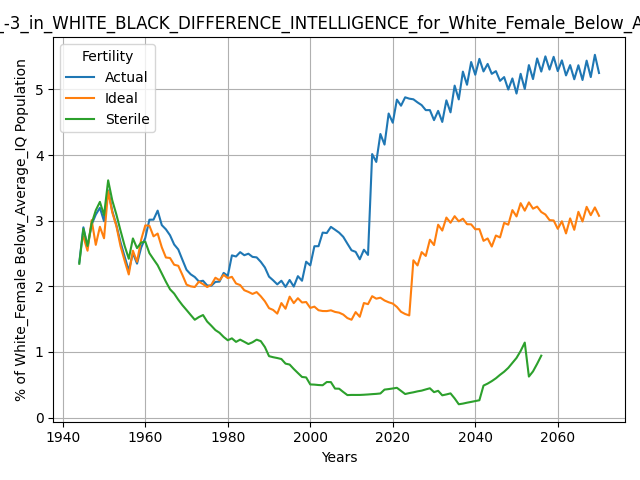 _-3_in_WHITE_BLACK_DIFFERENCE_INTELLIGENCE_for_White_Female_Below_A
Fertility
Actual
Ideal
Sterile
% of White_Female Below_Average_IQ Population
5
4
3
2
1
0
1940 1960 1980 2000 2020 2040 2060
Years